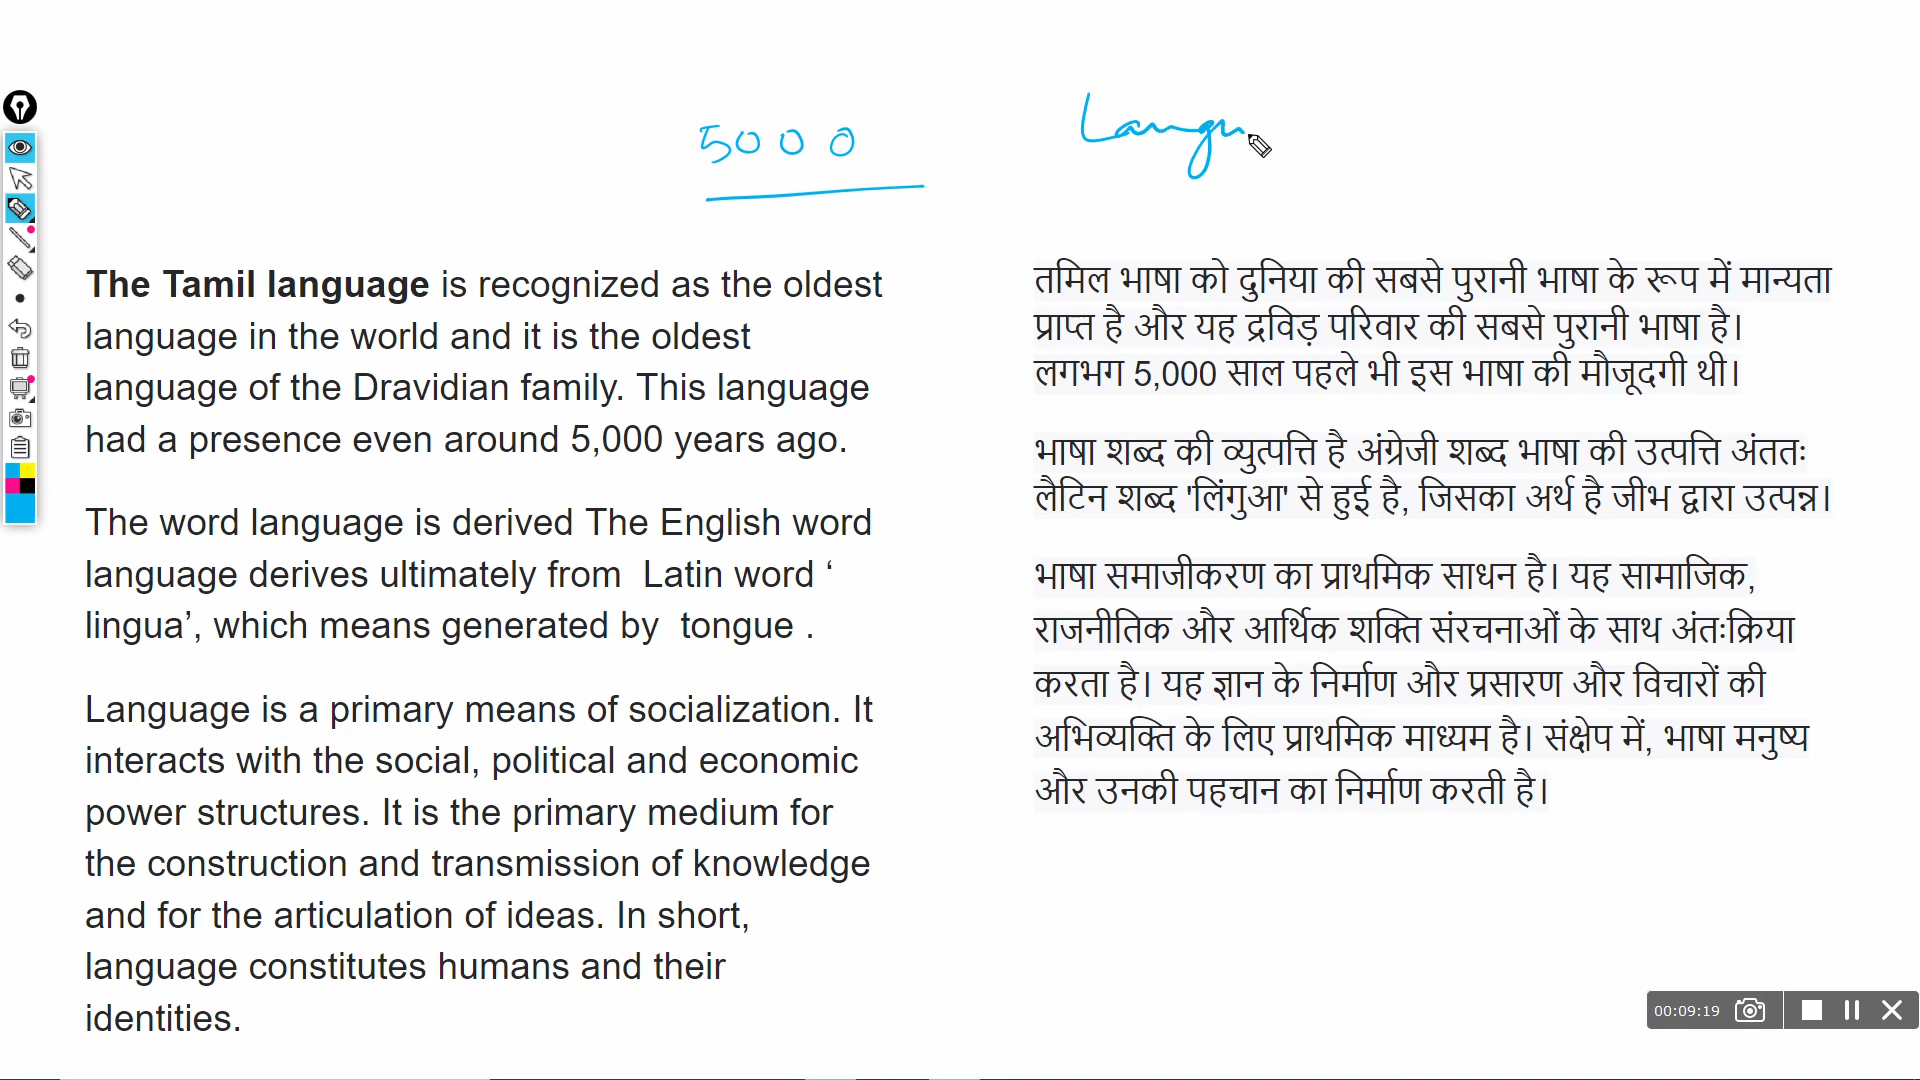 5000
Langu
The Tamil language is recognized as the oldest
language in the world and it is the oldest
language of the Dravidian family. This language
had a presence even around 5,000 years ago.
The word language is derived The English word
language derives ultimately from  Latin word ‘
lingua’, which means generated by  tongue .
Language is a primary means of socialization. It
interacts with the social, political and economic
power structures. It is the primary medium for
the construction and transmission of knowledge
and for the articulation of ideas. In short,
language constitutes humans and their
identities.
तमिल भाषा को दुनिया की सबसे पुरानी भाषा के रूप में मान्यता
प्राप्त है और यह द्रविड़ परिवार की सबसे पुरानी भाषा है।
लगभग 5,000 साल पहले भी इस भाषा की मौजूदगी थी।
भाषा शब्द की व्युत्पत्ति है अंग्रेजी शब्द भाषा की उत्पत्ति अंततः
लैटिन शब्द 'लिंगुआ' से हुई है, जिसका अर्थ है जीभ द्वारा उत्पन्न।
भाषा समाजीकरण का प्राथमिक साधन है। यह सामाजिक,
राजनीतिक और आर्थिक शक्ति संरचनाओं के साथ अंतःक्रिया
करता है। यह ज्ञान के निर्माण और प्रसारण और विचारों की
अभिव्यक्ति के लिए प्राथमिक माध्यम है। संक्षेप में, भाषा मनुष्य
और उनकी पहचान का निर्माण करती है।
00:09:19